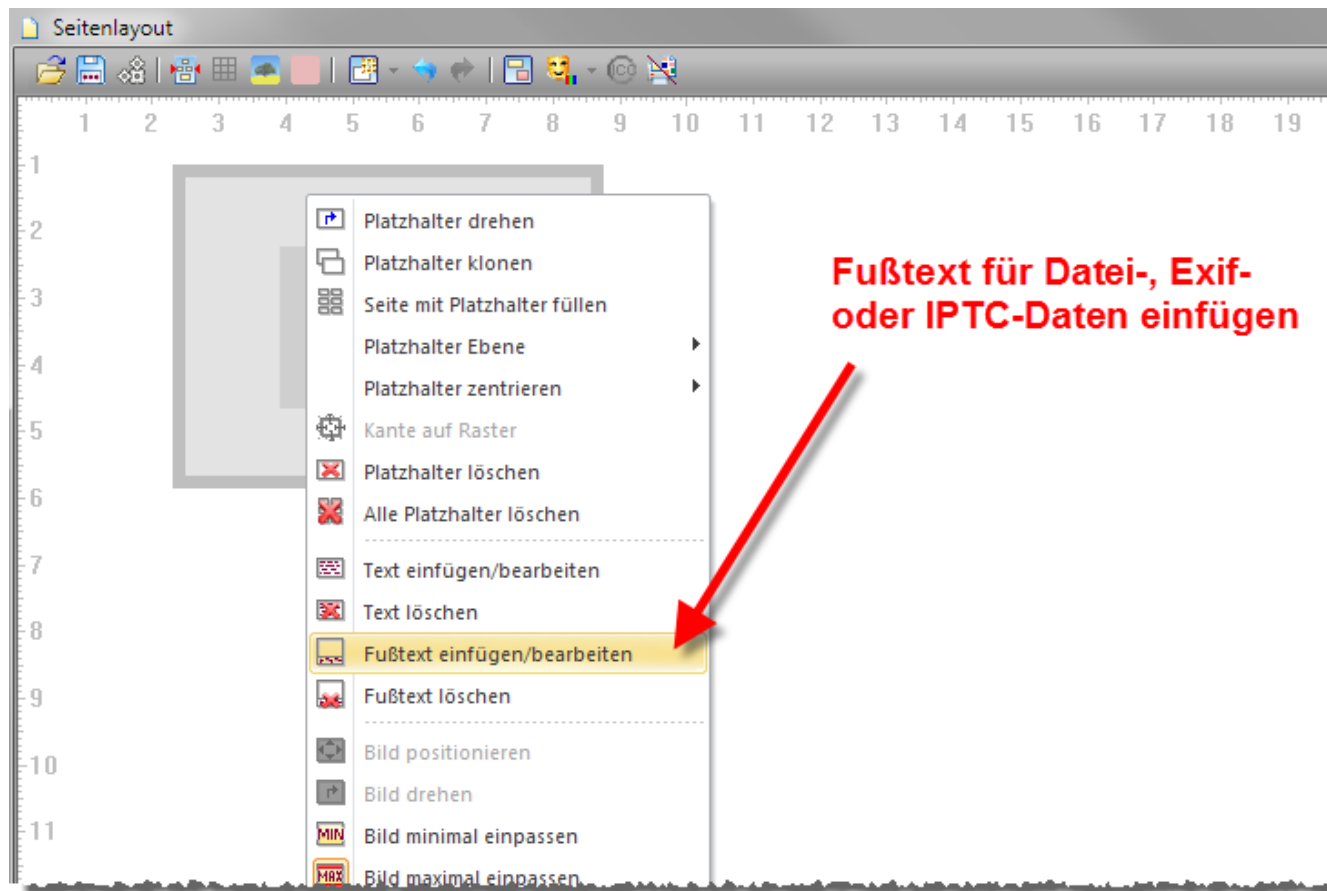 Seitenlayout
1 2 3 4 5 6 7 8 9 10 11 12 13 14 15 16 17 18 19
1
2
3
4
5
6
7
8
9
10
11
Platzhalter drehen
Platzhalter klonen
Seite mit Platzhalter füllen
Platzhalter Ebene
Platzhalter zentrieren
Kante auf Raster
Platzhalter löschen
Alle Platzhalter löschen
Text einfügen/bearbeiten
Text löschen
Fußtext einfügen/bearbeiten
Fußtext löschen
Bild positionieren
Bild drehen
MIN Bild minimal einpassen
MAX Bild maximal einpassen
Fußtext für Datei-, Exif-
oder IPTC-Daten einfügen